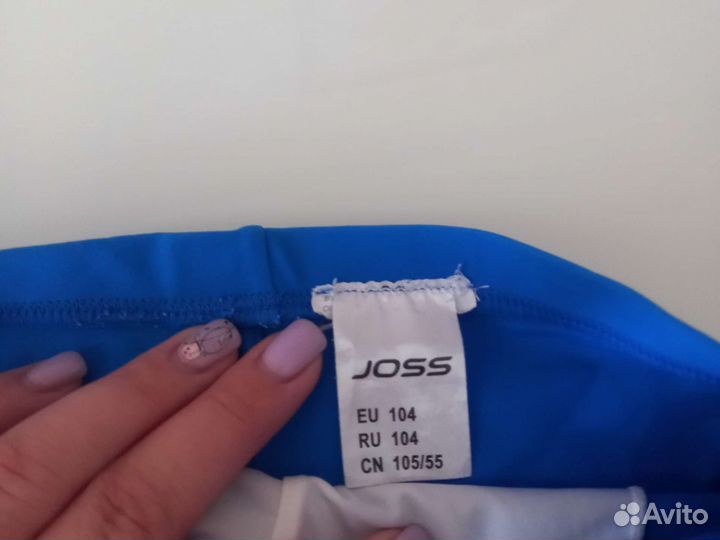 JOSS
EU 104
RU 104
CN 105/55
Avito